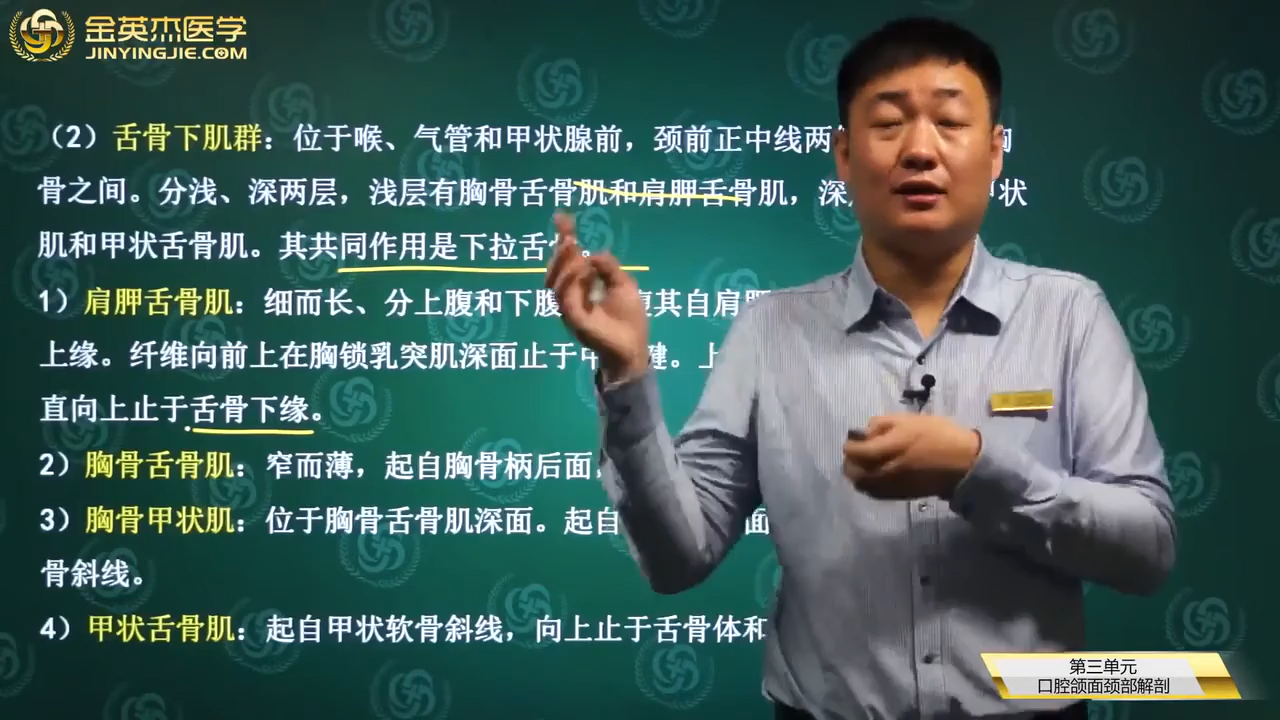 金英杰医学
JINYINGJIE.COM
（2）舌骨下肌群：位于喉、气管和甲状腺前，颈前正中线两
骨之间。分浅、深两层，浅层有胸骨舌骨肌和肩胛舌骨肌，深 状
肌和甲状舌骨肌。其共同作用是下拉舌
1）肩胛舌骨肌：细而长、分上腹和下腹 其自肩
上缘。纤维向前上在胸锁乳突肌深面止于中 腱。上
直向上止于舌骨下缘。
2）胸骨舌骨肌：窄而薄，起自胸骨柄后面，
3）胸骨甲状肌：位于胸骨舌骨肌深面。起自 面
骨斜线。
4）甲状舌骨肌：起自甲状软骨斜线，向上止于舌骨体和
第三单元
口腔颌面颈部解剖